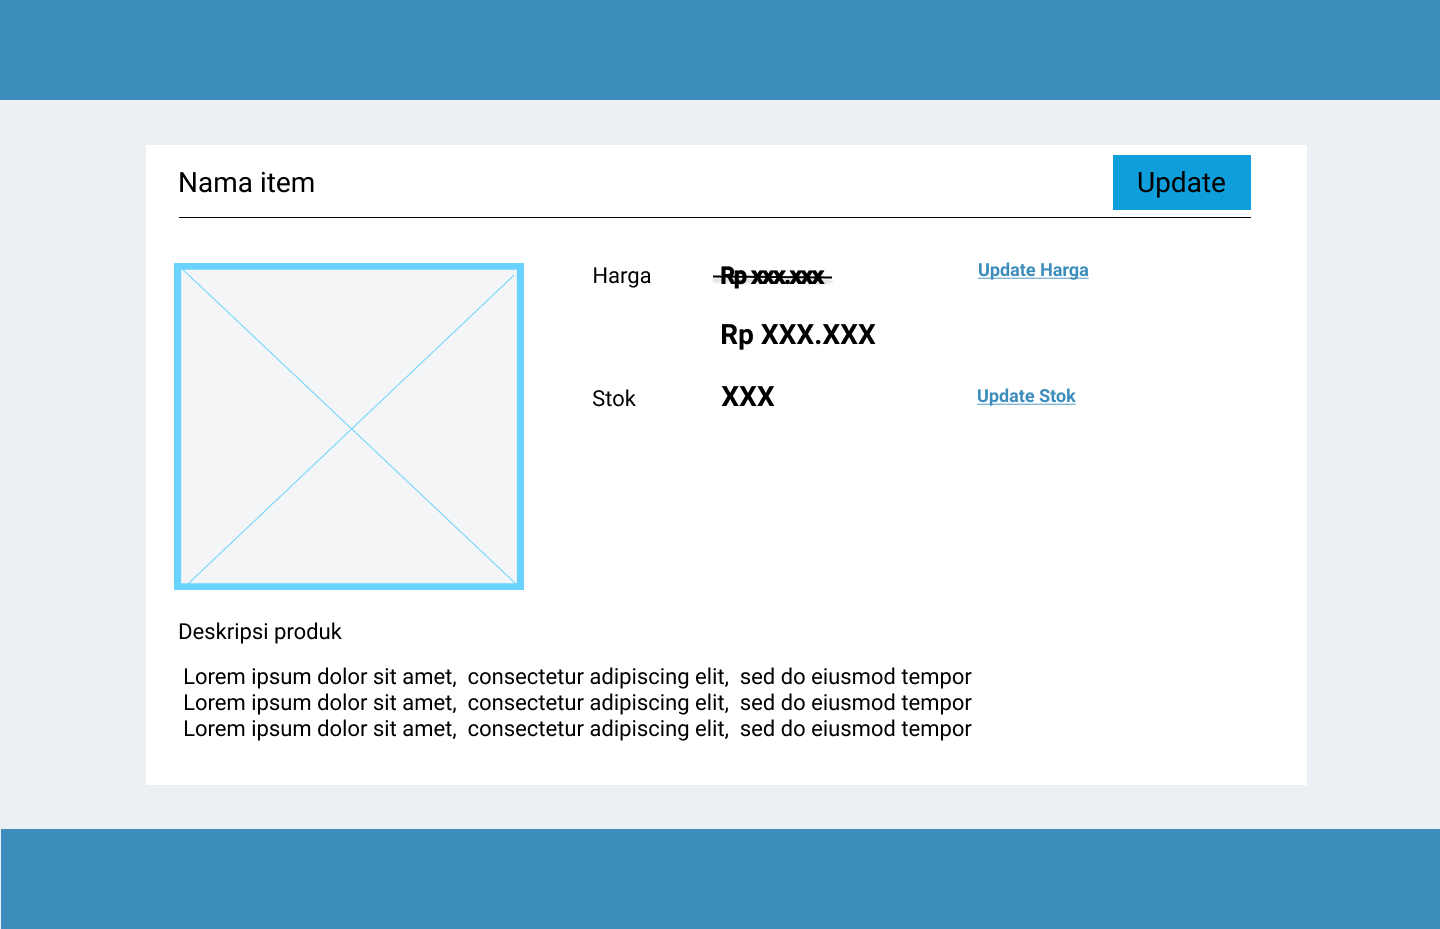 Nama item
Update
Harga
Rp xxx.xxx
Update Harga
Rp XXX.XXX
Stok
XXX
Update Stok
Deskripsi produk
Lorem ipsum dolor sit amet, consectetur adipiscing elit, sed do eiusmod tempor
Lorem ipsum dolor sit amet, consectetur adipiscing elit, sed do eiusmod tempor
Lorem ipsum dolor sit amet, consectetur adipiscing elit, sed do eiusmod tempor